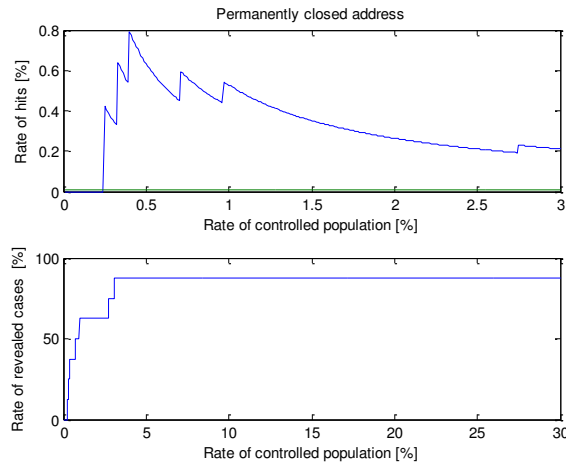 Permanently closed address
Rate of hits [%]
0.8
0.6
0.4
0.2
0
0 0.5 1 1.5 2 2.5 3
Rate of controlled population [%]
Rate of revealed cases [%]
100
50
0
0 5 10 15 20 25 30
Rate of controlled population [%]